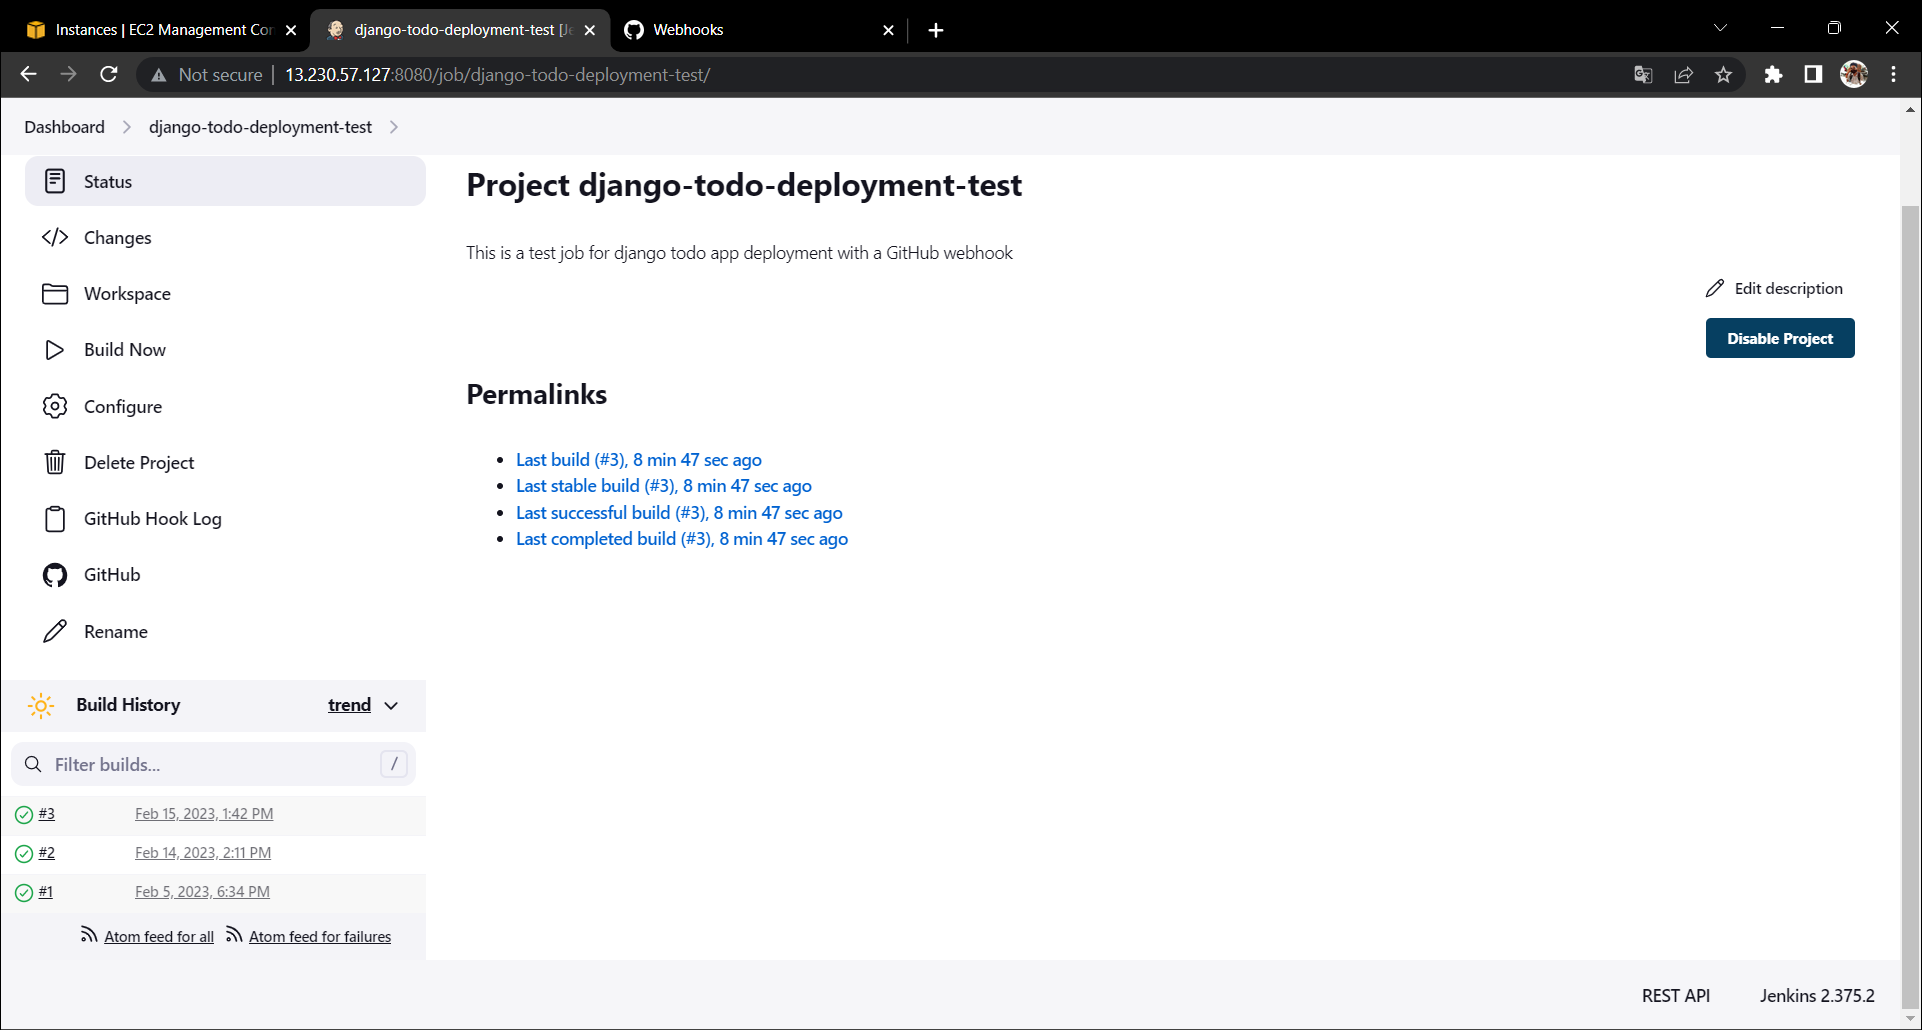 Instances | EC2 Management Con
django-todo-deployment-test [Je
Webhooks
Not secure | 13.230.57.127:8080/job/django-todo-deployment-test/
Dashboard
django-todo-deployment-test
Status
Changes
Workspace
Build Now
Configure
Delete Project
GitHub Hook Log
GitHub
Rename
Project django-todo-deployment-test
This is a test job for django todo app deployment with a GitHub webhook
Edit description
Disable Project
Permalinks
Last build (#3), 8 min 47 sec ago
Last stable build (#3), 8 min 47 sec ago
Last successful build (#3), 8 min 47 sec ago
Last completed build (#3), 8 min 47 sec ago
Build History trend
Filter builds... /
#3 Feb 15, 2023, 1:42 PM
#2 Feb 14, 2023, 2:11 PM
#1 Feb 5, 2023, 6:34 PM
Atom feed for all Atom feed for failures
REST API Jenkins 2.375.2